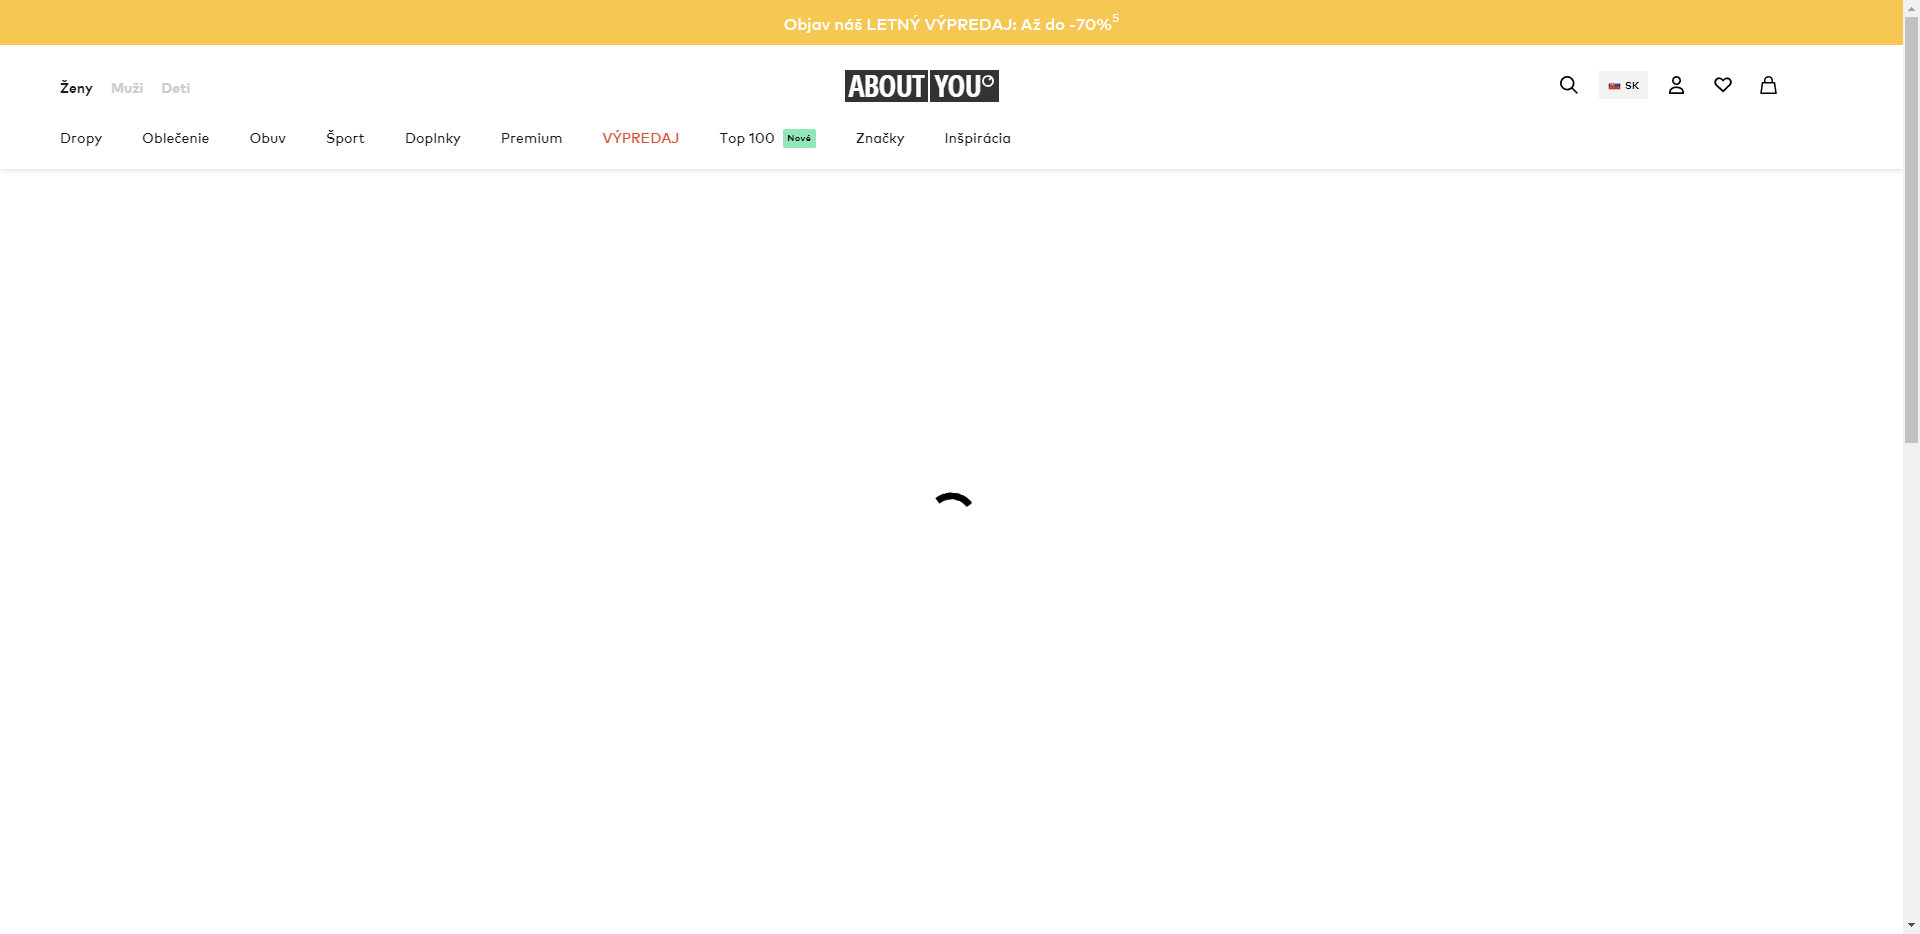 Objav náš LETNÝ VÝPREDAJ: Až do -70%⁵
Ženy Muži Deti
ABOUT YOU
SK
Dropy Oblečenie Obuv Šport Doplnky Premium VÝPREDAJ Top 100 Nové Značky Inšpirácia